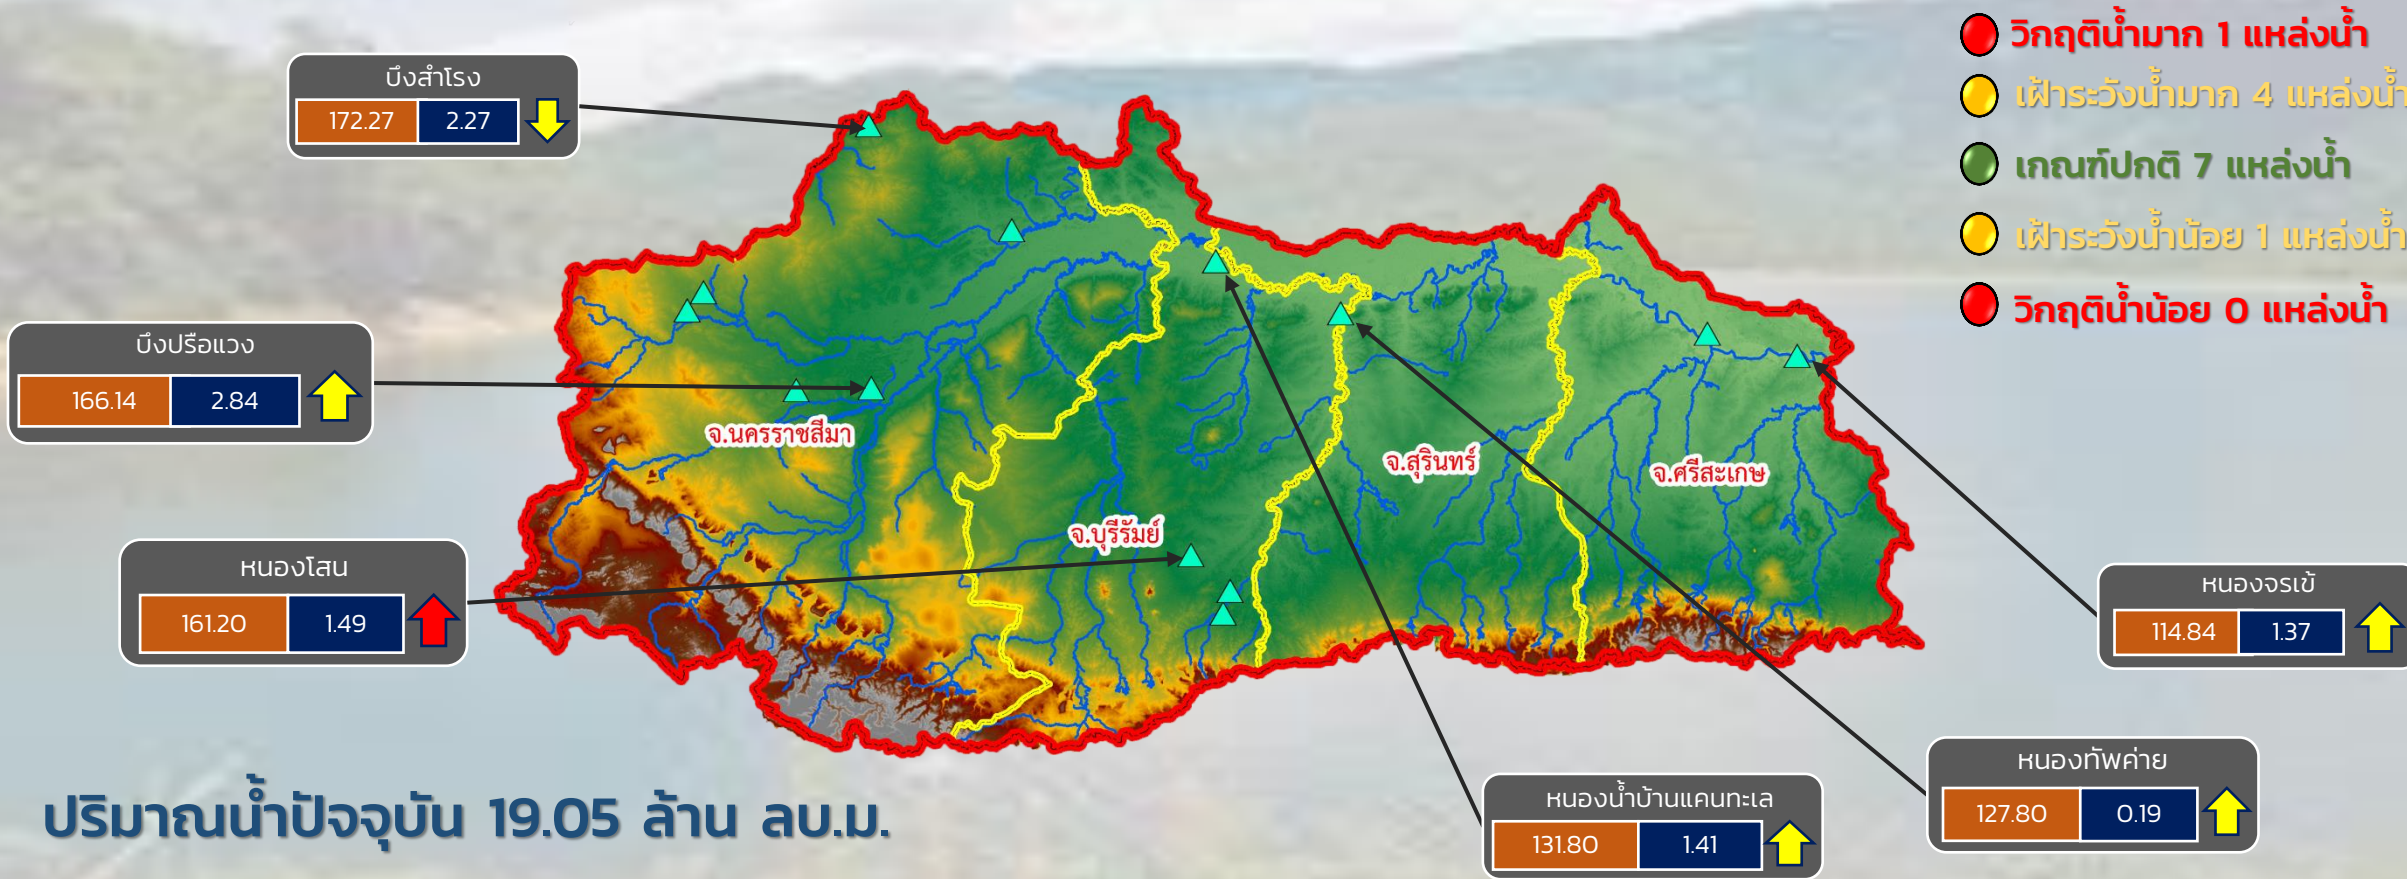 วิกฤติน้ำมาก 1 แหล่งน้ำ
เฝ้าระวังน้ำมาก 4 แหล่งน้ำ
เกณฑ์ปกติ 7 แหล่งน้ำ
เฝ้าระวังน้ำน้อย 1 แหล่งน้ำ
วิกฤติน้ำน้อย 0 แหล่งน้ำ
บึงสำโรง
172.27 2.27
บึงปรือแวง
166.14 2.84
หนองโสน
161.20 1.49
จ.นครราชสีมา
จ.บุรีรัมย์
จ.สุรินทร์
จ.ศรีสะเกษ
หนองจรเข้
114.84 1.37
หนองทัพค่าย
127.80 0.19
หนองน้ำบ้านแคนทะเล
131.80 1.41
ปริมาณน้ำปัจจุบัน 19.05 ล้าน ลบ.ม.